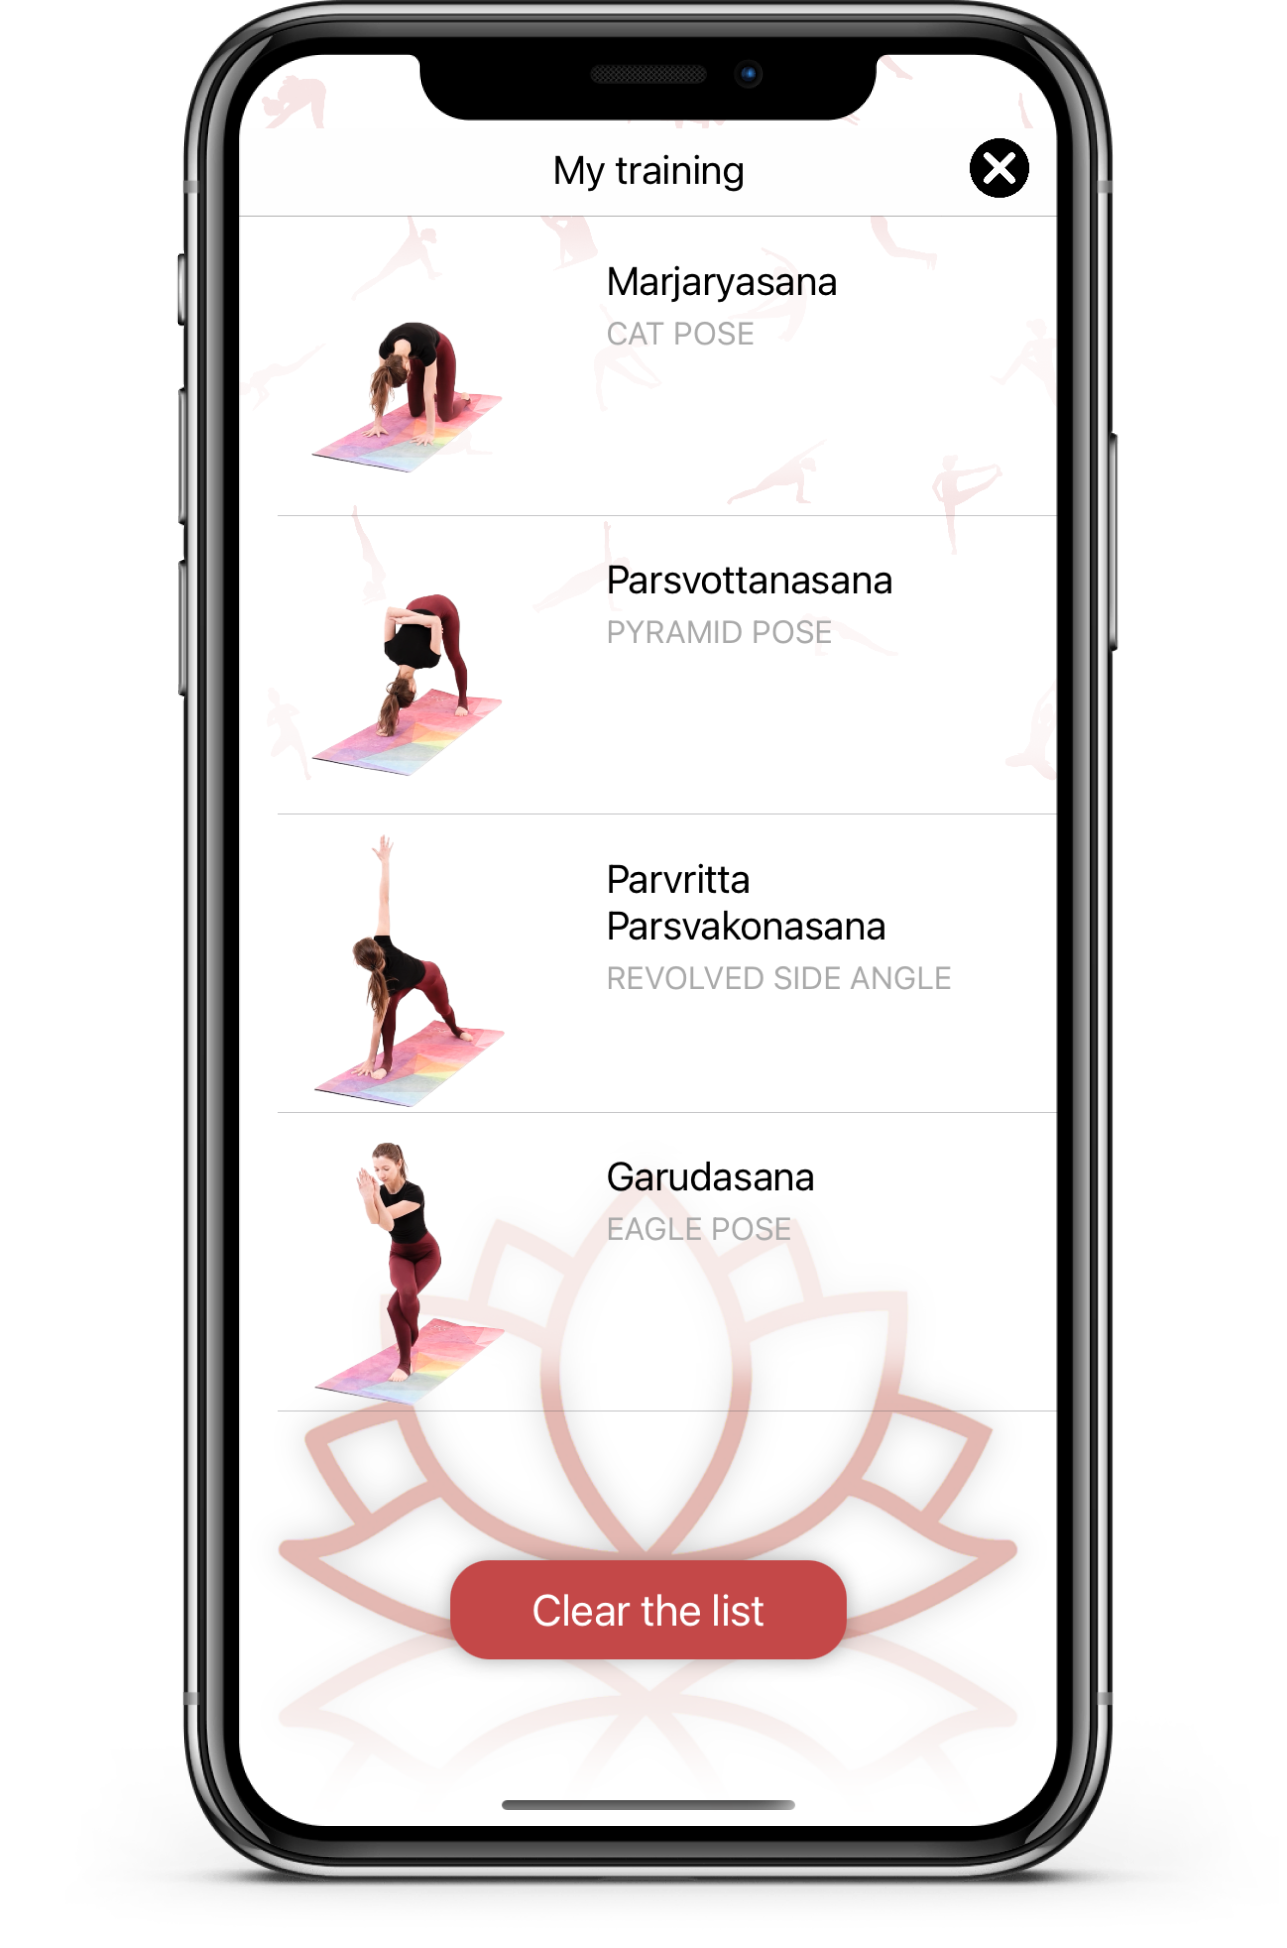 My training
Marjaryasana
CAT POSE
Parsvottanasana
PYRAMID POSE
Parvritta
Parsvakonasana
REVOLVED SIDE ANGLE
Garudasana
EAGLE POSE
Clear the list